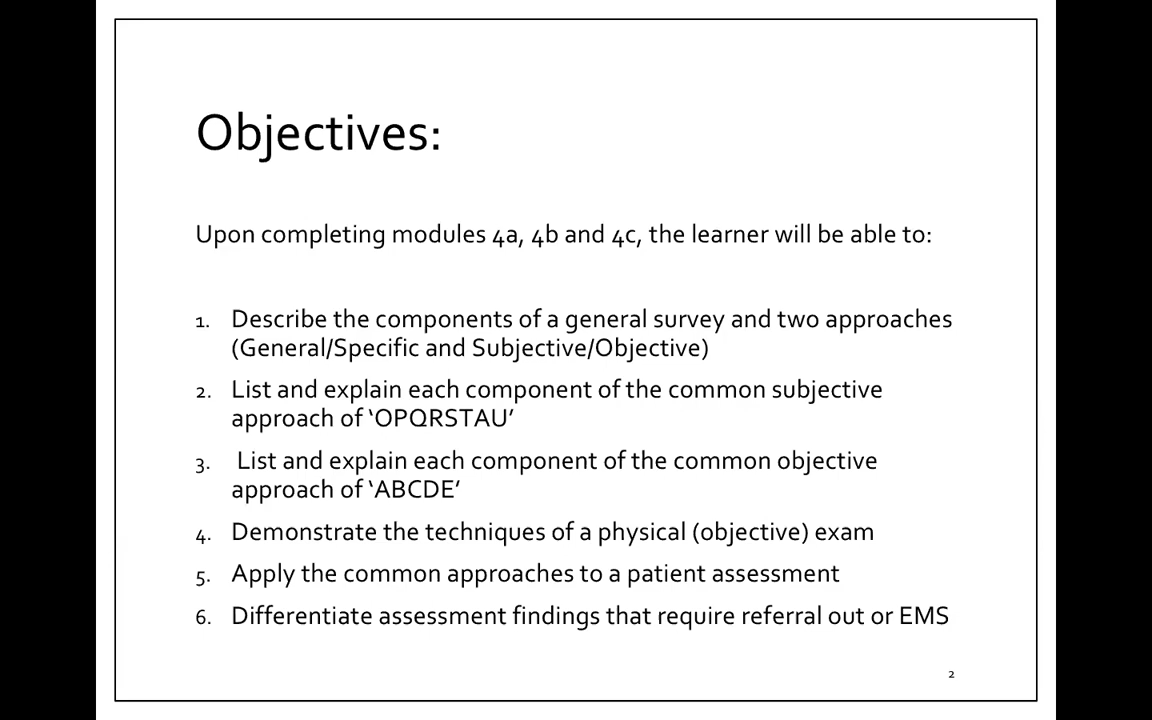 Objectives:
Upon completing modules 4a, 4b and 4c, the learner will be able to:
1. Describe the components of a general survey and two approaches
(General/Specific and Subjective/Objective)
2. List and explain each component of the common subjective
approach of ‘OPQRSTAU’
3. List and explain each component of the common objective
approach of ‘ABCDE’
4. Demonstrate the techniques of a physical (objective) exam
5. Apply the common approaches to a patient assessment
6. Differentiate assessment findings that require referral out or EMS
2